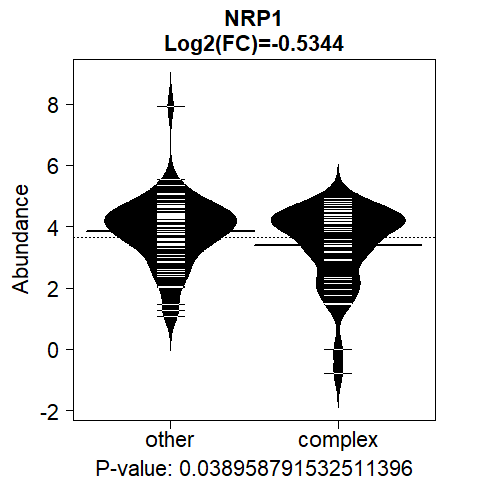 NRP1
Log2(FC)=-0.5344
Abundance
8
6
4
2
0
-2
other complex
P-value: 0.038958791532511396